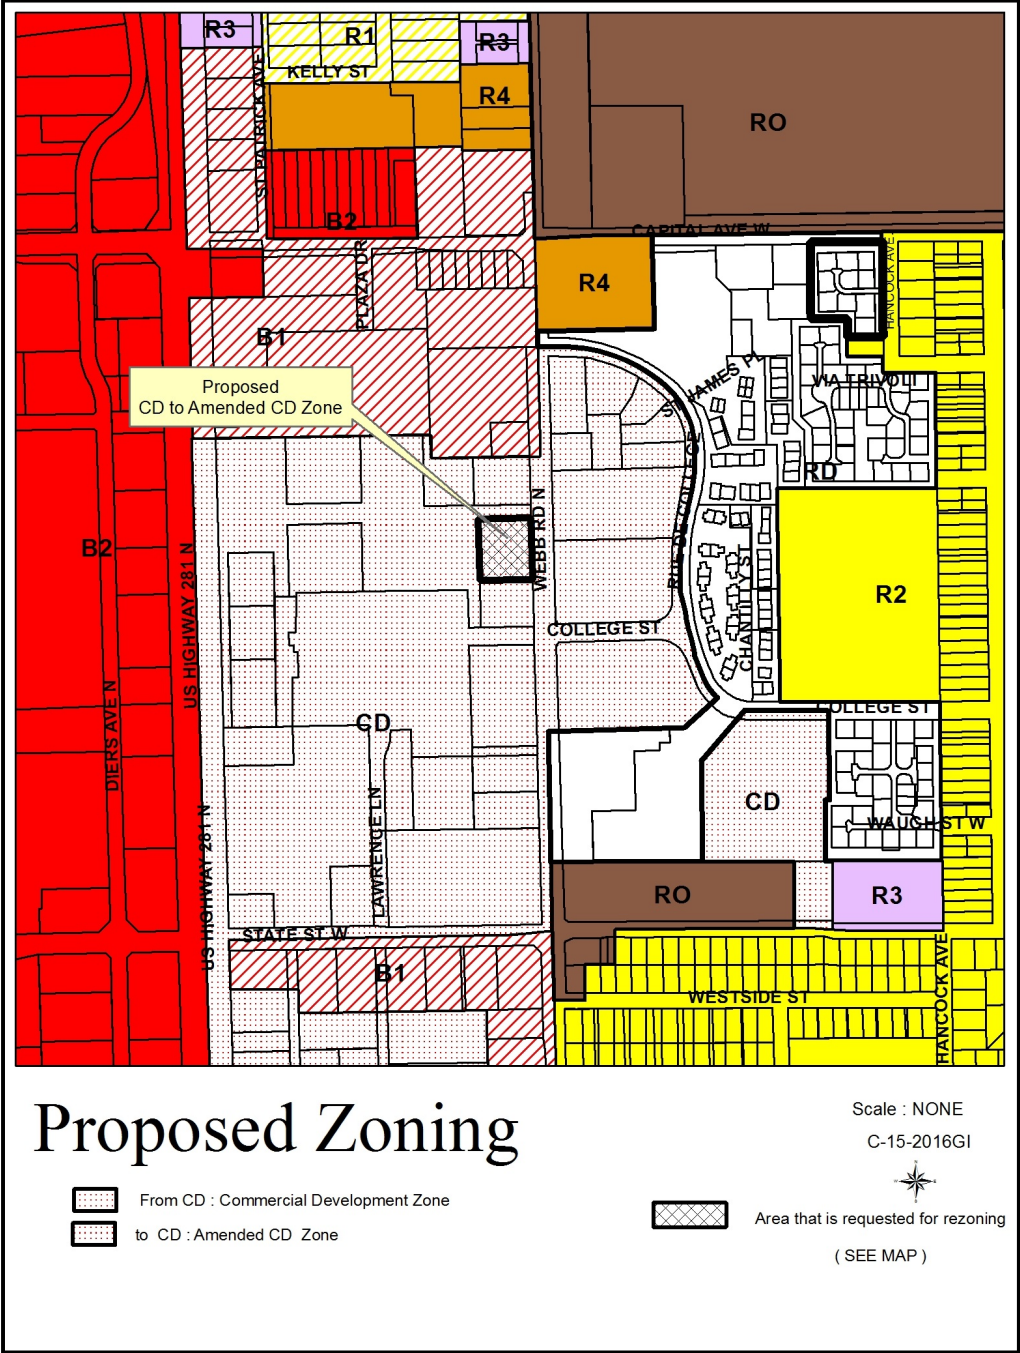 R3
R1
R3
KELLY ST
R4
ST PATRICK AVE
RO
B2
CAPITAL AVE W
PLAZA DR
R4
HANCOCK AVE
B1
Proposed
CD to Amended CD Zone
ST JAMES PL
VIA TRIVOLI
RUE DE COLLEGE
RD
WEBB RD N
B2
US HIGHWAY 281 N
CHANTILLY ST
R2
COLLEGE ST
DIERS AVE N
CD
COLLEGE ST
CD
LAWRENCE LN
WAUGH ST W
US HIGHWAY 281 N
RO
R3
STATE ST W
B1
WESTSIDE ST
HANCOCK AVE
Proposed Zoning
Scale : NONE
C-15-2016GI
From CD : Commercial Development Zone
to CD : Amended CD Zone
Area that is requested for rezoning
( SEE MAP )